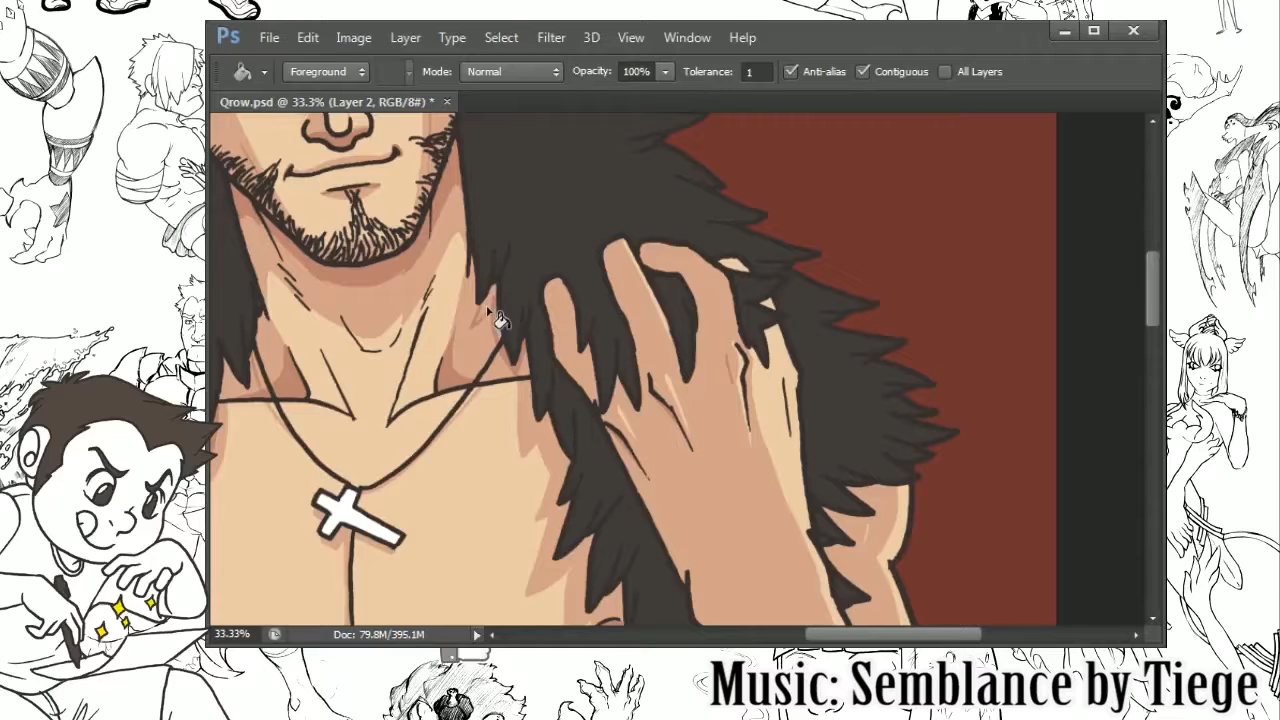 Ps File Edit Image Layer Type Select Filter 3D View Window Help
Foreground Mode: Normal Opacity: 100% Tolerance: 1 Anti-alias Contiguous All Layers
Qrow.psd @ 33.3% (Layer 2, RGB/8#) * ×
33.33% Doc: 79.8M/395.1M
Music: Semblance by Tiege